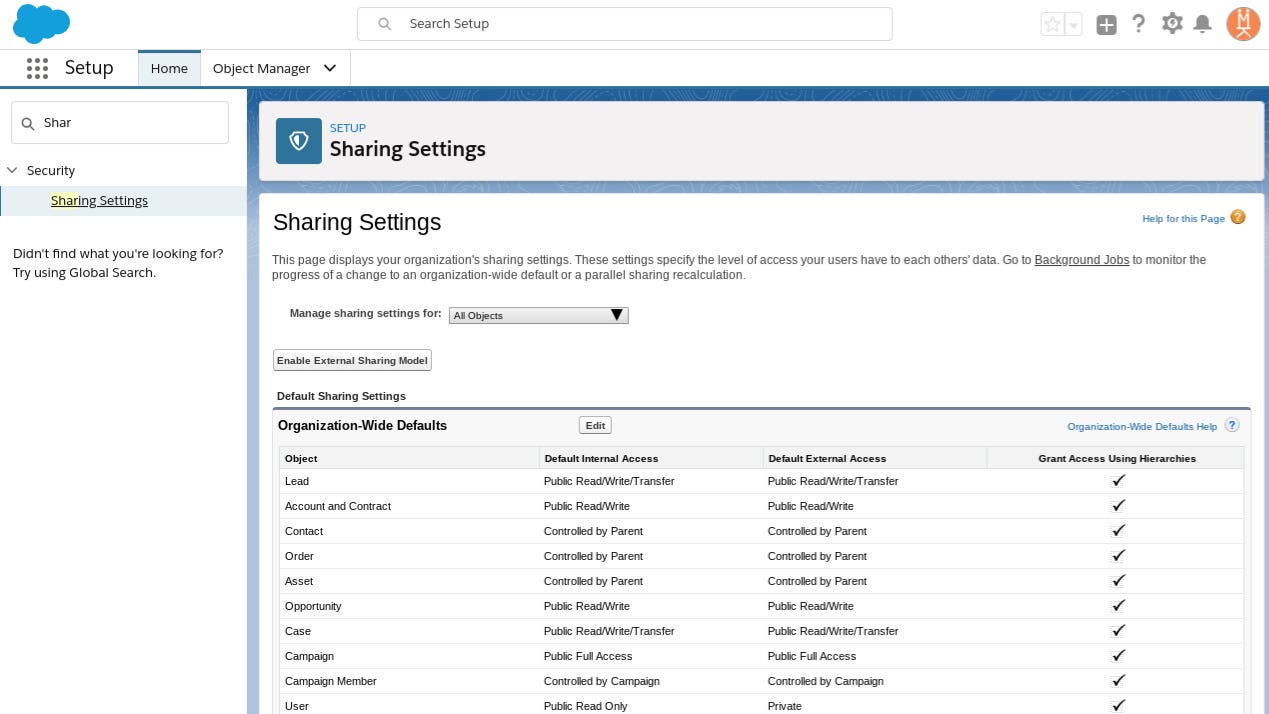 Search Setup
Setup
Home
Object Manager
Shar
Security
Sharing Settings
Didn't find what you're looking for?
Try using Global Search.
SETUP
Sharing Settings
Sharing Settings
Help for this Page ?
This page displays your organization's sharing settings. These settings specify the level of access your users have to each others' data. Go to Background Jobs to monitor the
progress of a change to an organization-wide default or a parallel sharing recalculation.
Manage sharing settings for: All Objects
Enable External Sharing Model
Default Sharing Settings
Organization-Wide Defaults Edit Organization-Wide Defaults Help ?
Object Default Internal Access Default External Access Grant Access Using Hierarchies
Lead Public Read/Write/Transfer Public Read/Write/Transfer ✓
Account and Contract Public Read/Write Public Read/Write ✓
Contact Controlled by Parent Controlled by Parent ✓
Order Controlled by Parent Controlled by Parent ✓
Asset Controlled by Parent Controlled by Parent ✓
Opportunity Public Read/Write Public Read/Write ✓
Case Public Read/Write/Transfer Public Read/Write/Transfer ✓
Campaign Public Full Access Public Full Access ✓
Campaign Member Controlled by Campaign Controlled by Campaign ✓
User Public Read Only Private ✓